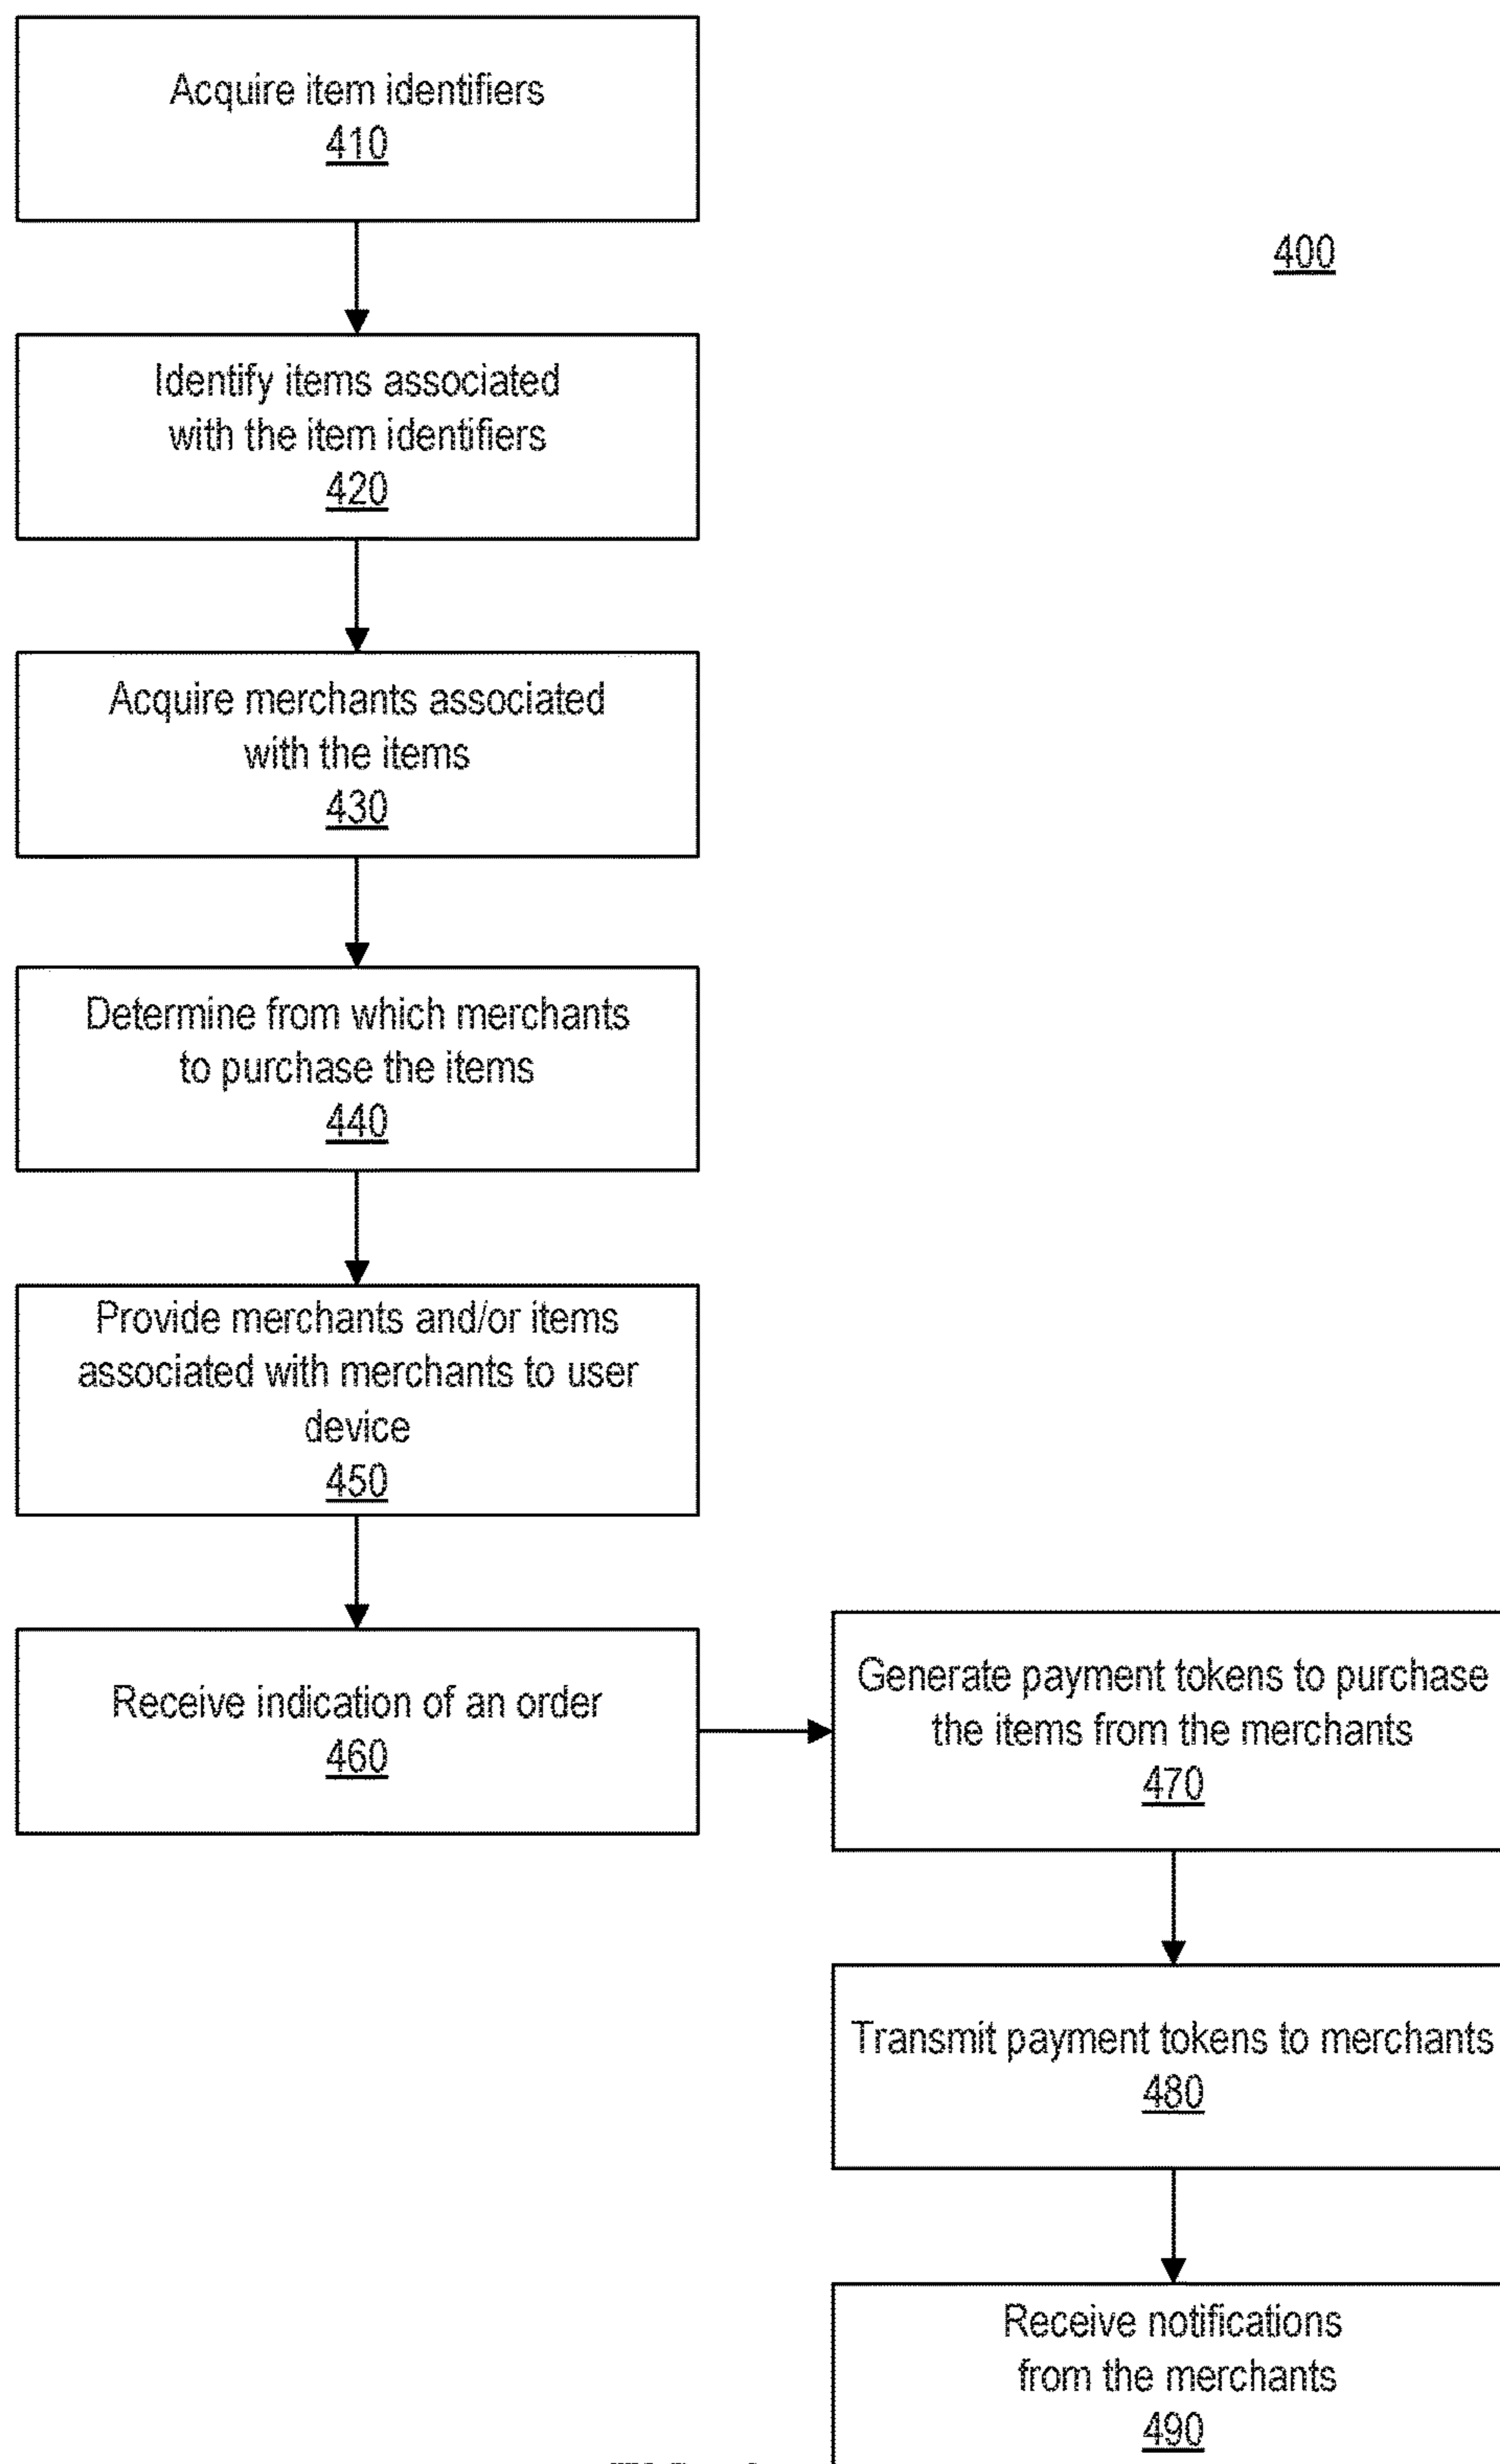 Acquire item identifiers
410
400
Identify items associated
with the item identifiers
420
Acquire merchants associated
with the items
430
Determine from which merchants
to purchase the items
440
Provide merchants and/or items
associated with merchants to user
device
450
Receive indication of an order
460
Generate payment tokens to purchase
the items from the merchants
470
Transmit payment tokens to merchants
480
Receive notifications
from the merchants
490